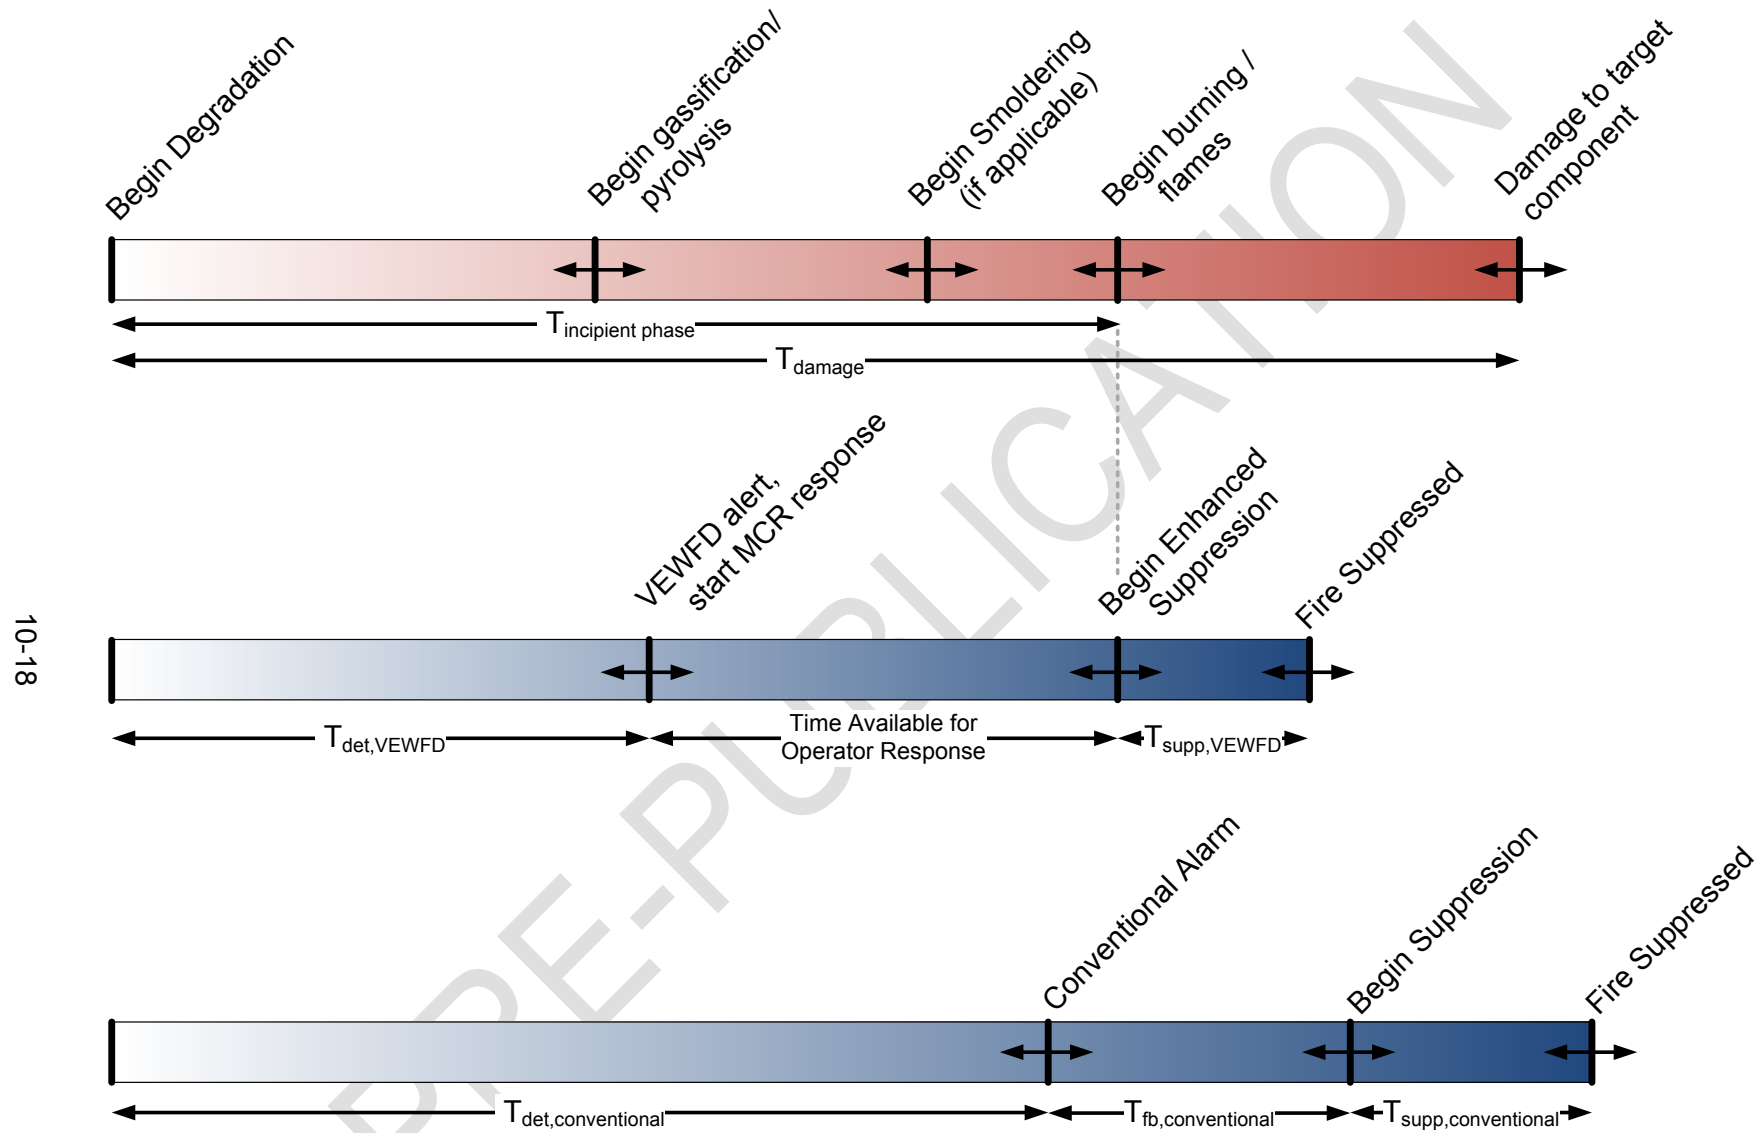 Begin Degradation
Begin gassification/
pyrolysis
Begin Smoldering
(if applicable)
Begin burning /
flames
Damage to target
component
Tincipient phase
Tdamage
VEWFD alert,
start MCR response
Begin Enhanced
Suppression
Fire Suppressed
Tdet,VEWFD
Time Available for
Operator Response
Tsupp,VEWFD
Conventional Alarm
Begin Suppression
Fire Suppressed
Tdet,conventional
Tfb,conventional
Tsupp,conventional
10-18
PRE-PUBLICATION